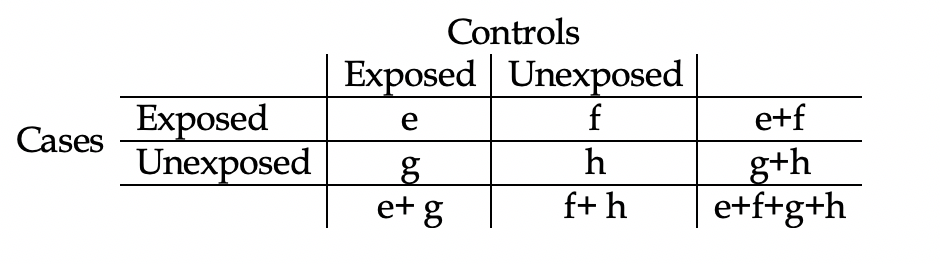 Controls
Exposed Unexposed
Exposed e f e+f
Cases
Unexposed g h g+h
e+ g f+ h e+f+g+h